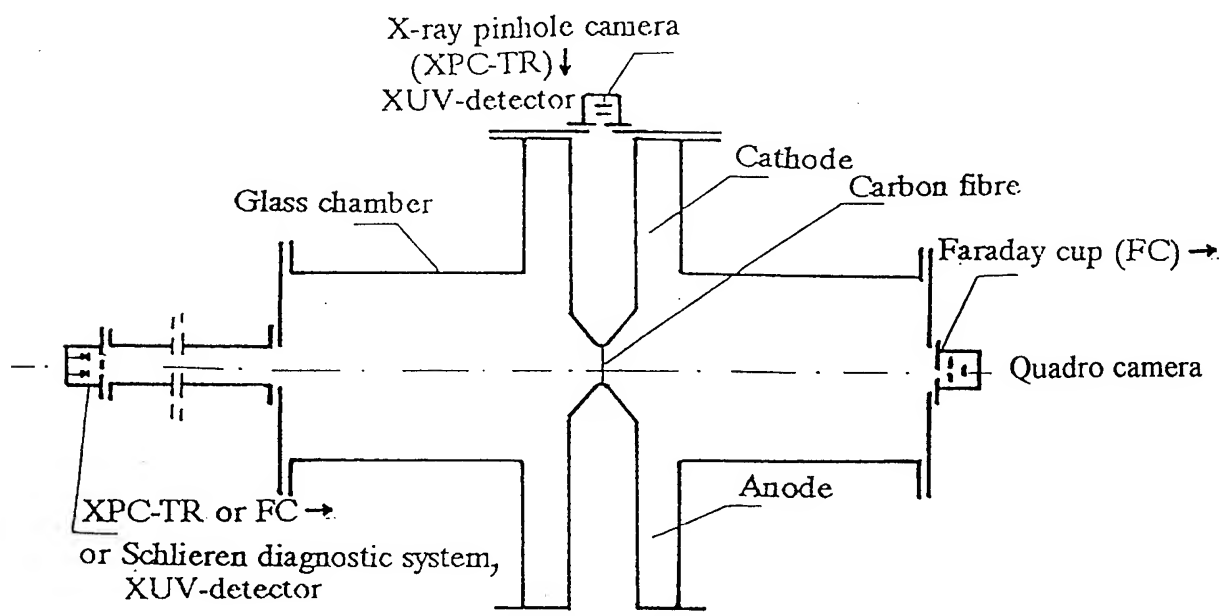 X-ray pinhole camera
(XPC-TR) ↓
XUV-detector
Cathode
Carbon fibre
Glass chamber
Faraday cup (FC) →
Quadro camera
Anode
XPC-TR or FC →
or Schlieren diagnostic system,
XUV-detector